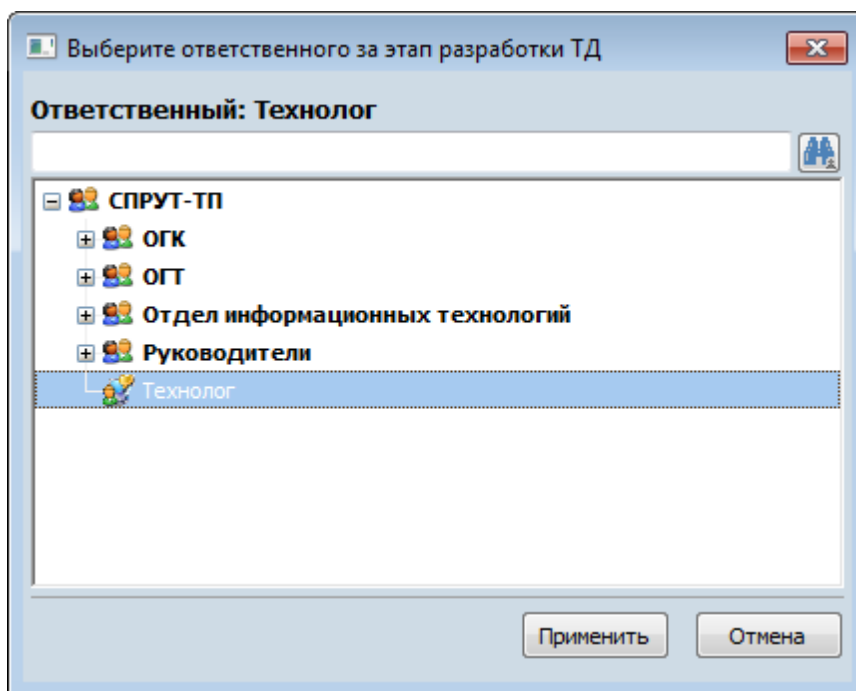 Выберите ответственного за этап разработки ТД
Ответственный: Технолог
СПРУТ-ТП
ОГК
ОГТ
Отдел информационных технологий
Руководители
Технолог
Применить
Отмена